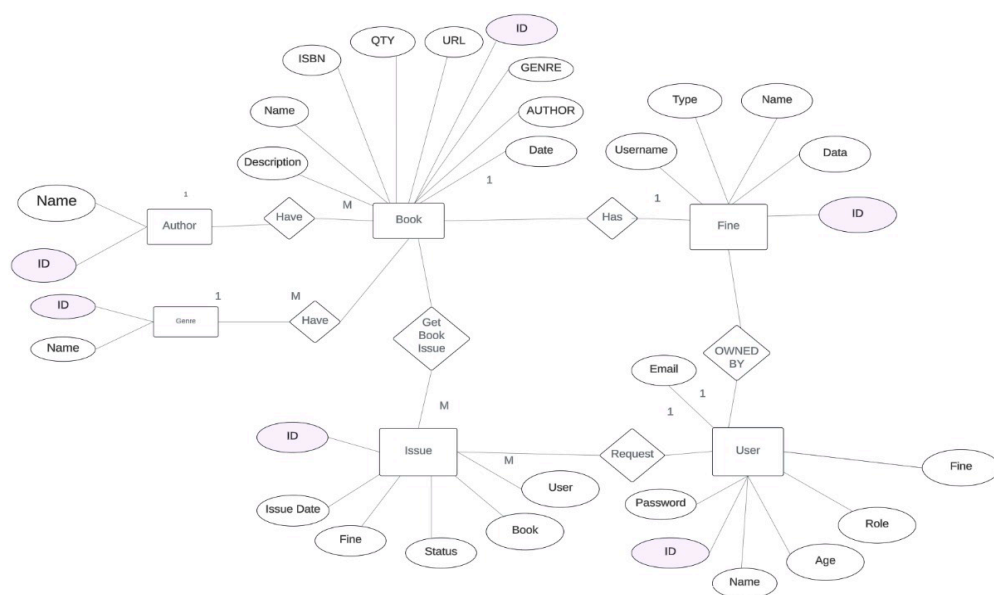 ID
QTY
URL
ISBN
GENRE
Name
AUTHOR
Description
Date
1
Type
Name
Username
Data
ID
Name
1
Author
Have
M
Book
Has
1
Fine
ID
ID
1
M
Genre
Have
Name
Get
Book
Issue
OWNED
BY
Email
1
1
M
ID
Issue
M
Request
User
Fine
User
Password
Issue Date
Fine
Status
Book
Role
ID
Age
Name